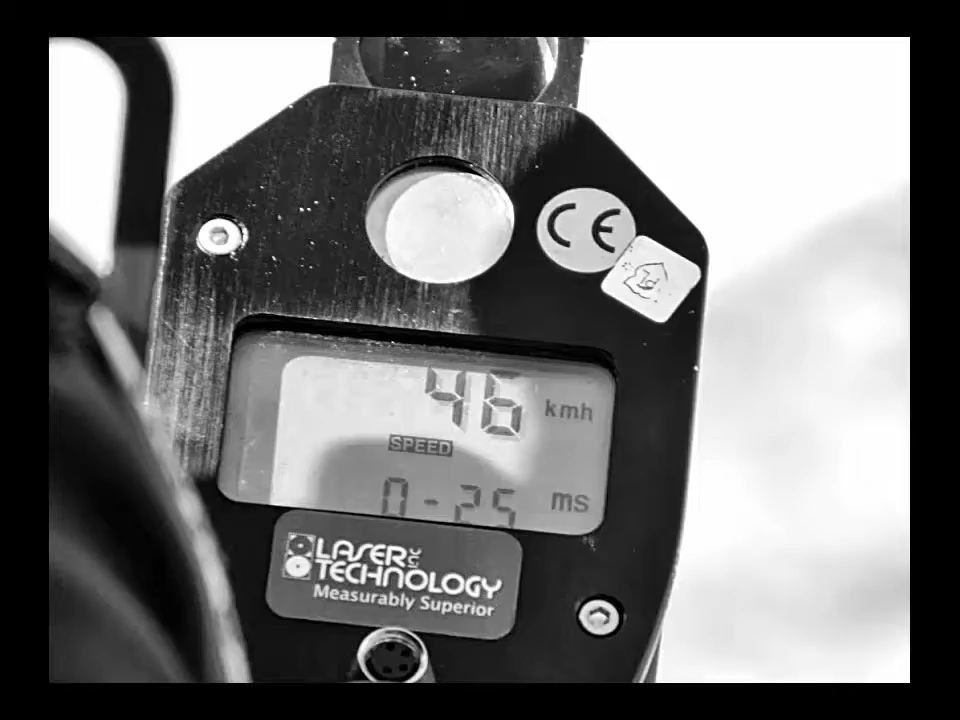 CE
46 kmh
SPEED
0-25 ms
LASER
TECHNOLOGY
Measurably Superior